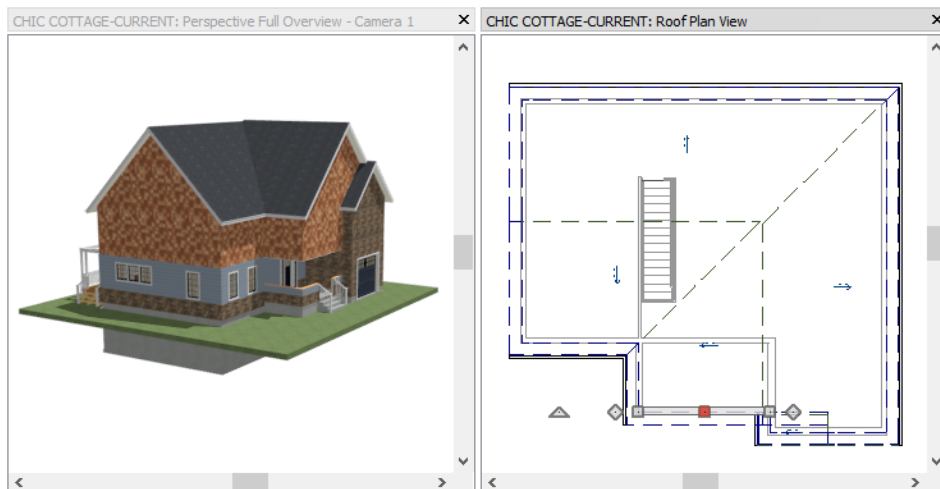 CHIC COTTAGE-CURRENT: Perspective Full Overview - Camera 1
CHIC COTTAGE-CURRENT: Roof Plan View